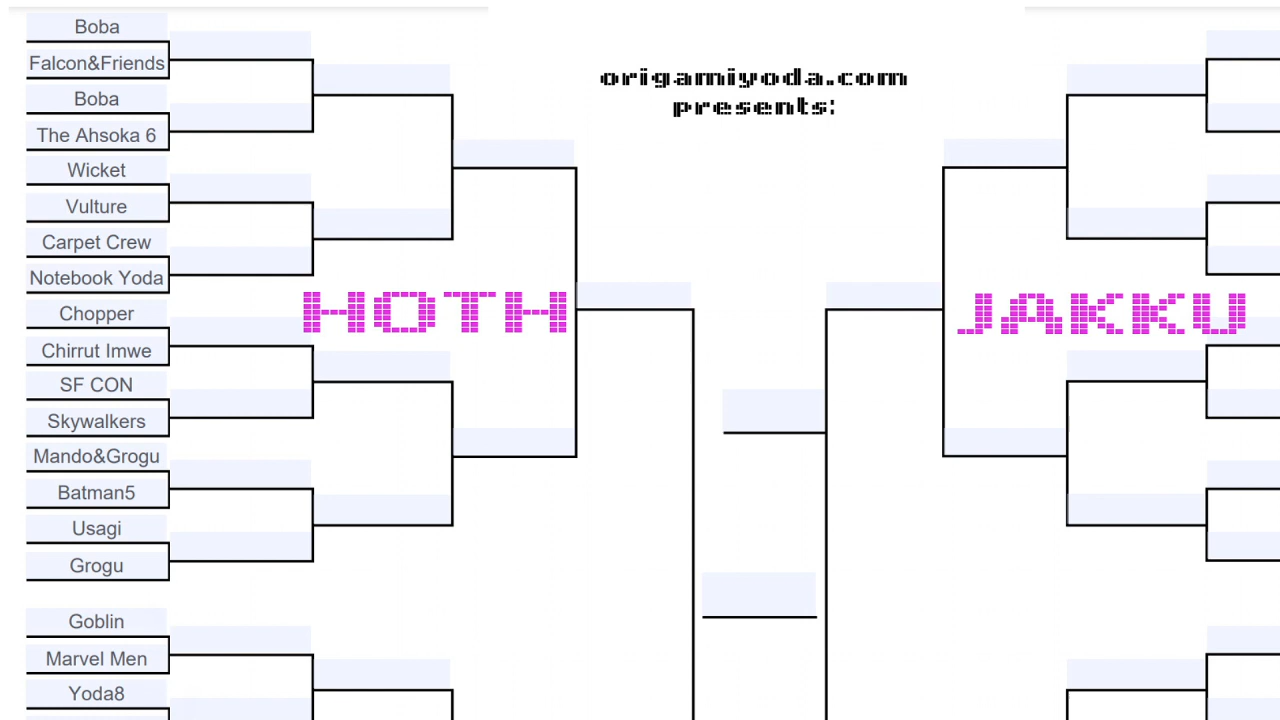 Boba
Falcon&Friends
Boba
The Ahsoka 6
Wicket
Vulture
Carpet Crew
Notebook Yoda
Chopper
Chirrut Imwe
SF CON
Skywalkers
Mando&Grogu
Batman5
Usagi
Grogu
Goblin
Marvel Men
Yoda8
origamiyoda.com
presents:
HOTH
JAKKU